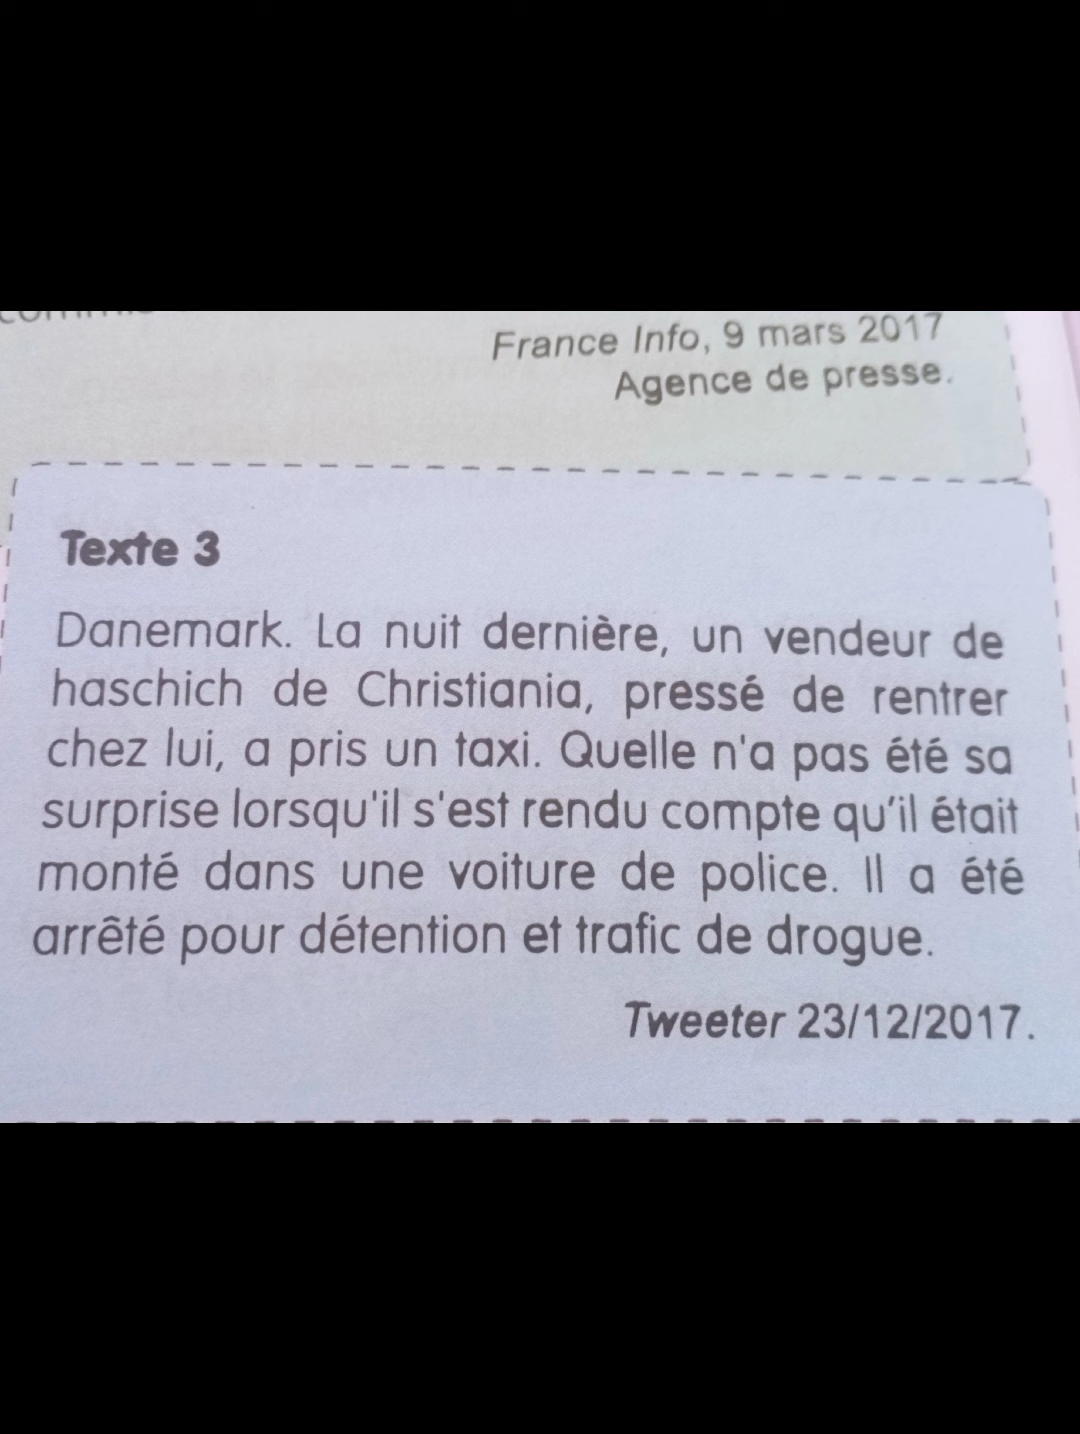 France Info, 9 mars 2017
Agence de presse.
Texte 3
Danemark. La nuit dernière, un vendeur de
haschich de Christiania, pressé de rentrer
chez lui, a pris un taxi. Quelle n'a pas été sa
surprise lorsqu'il s'est rendu compte qu'il était
monté dans une voiture de police. Il a été
arrêté pour détention et trafic de drogue.
Tweeter 23/12/2017.